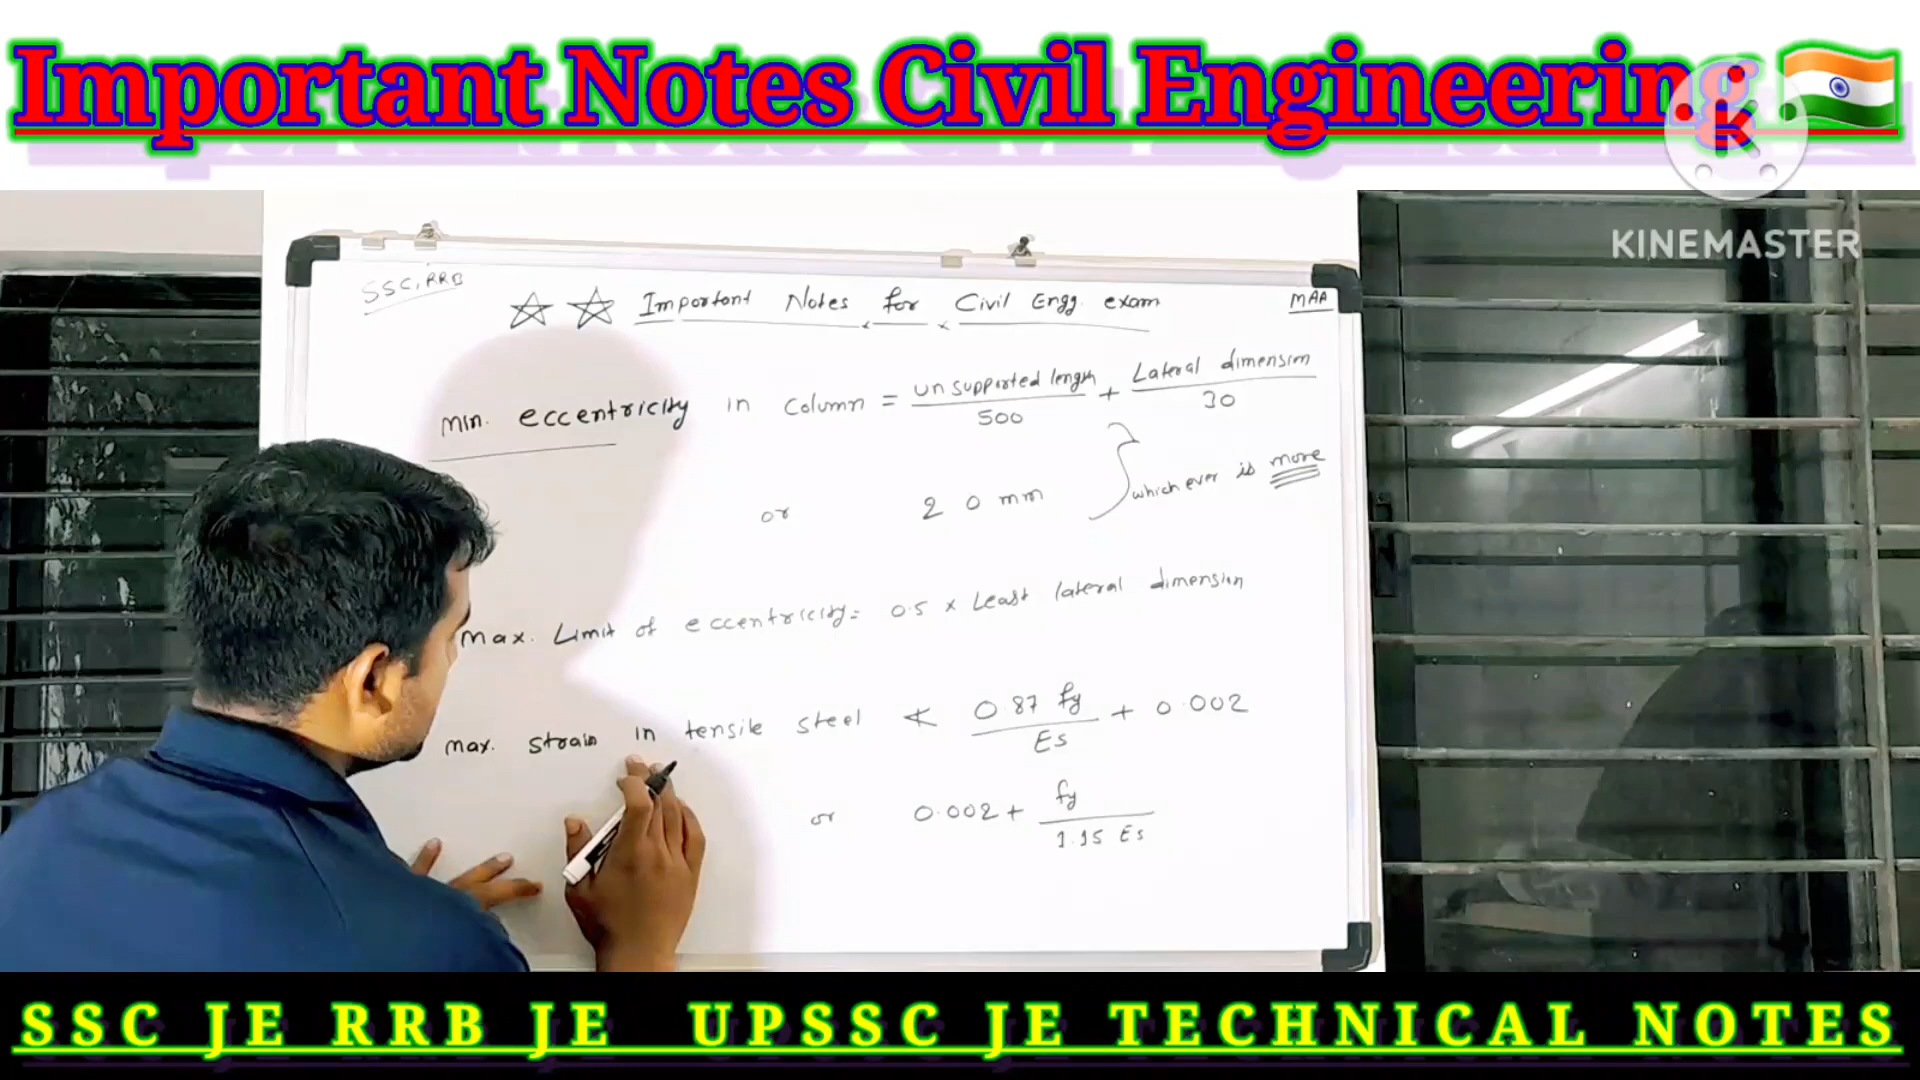 Important Notes Civil Engineering
K
KINEMASTER
SSC, RRB
Important Notes for Civil Engg. exam
MAA
Min. eccentricity in Column = unsupported length / 500 + Lateral dimension / 30
or 20 mm } which ever is more
Max. Limit of eccentricity = 0.5 × Least lateral dimension
Max. strain in tensile steel ≮ 0.87 fy / Es + 0.002
or 0.002 + fy / 1.15 Es
SSC JE RRB JE UPSSC JE TECHNICAL NOTES